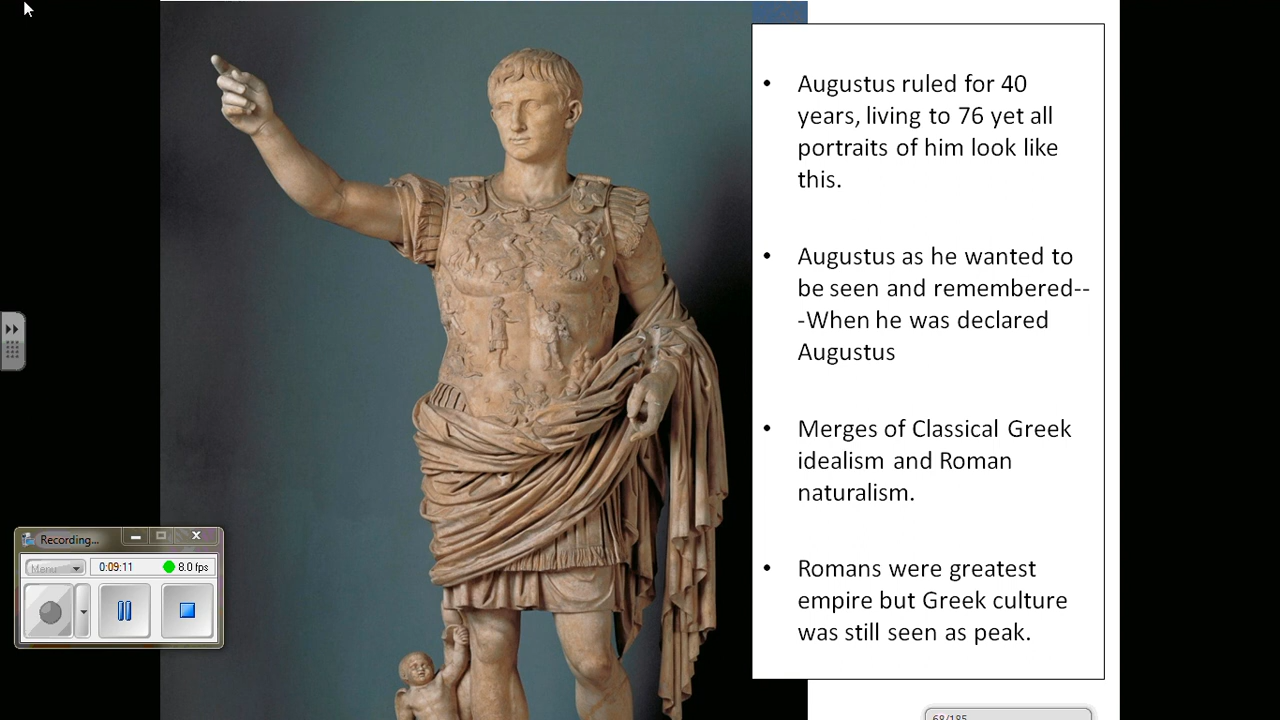 • Augustus ruled for 40
years, living to 76 yet all
portraits of him look like
this.
• Augustus as he wanted to
be seen and remembered--
-When he was declared
Augustus
• Merges of Classical Greek
idealism and Roman
naturalism.
• Romans were greatest
empire but Greek culture
was still seen as peak.
Recording...
Menu 0:09:11 8.0 fps
68/185